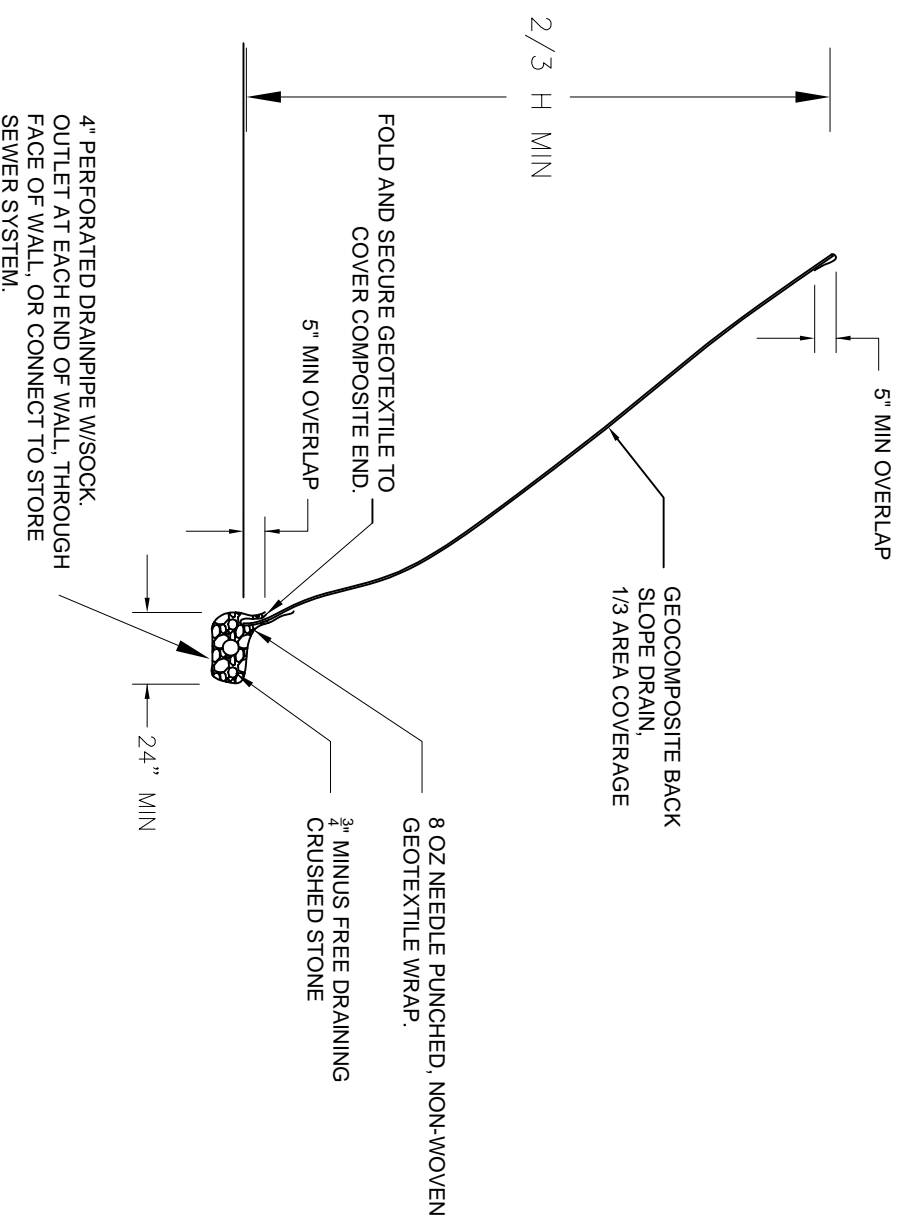 5" MIN OVERLAP
GEOCOMPOSITE BACK
SLOPE DRAIN,
1/3 AREA COVERAGE
2/3 H MIN
FOLD AND SECURE GEOTEXTILE TO
COVER COMPOSITE END.
5" MIN OVERLAP
8 OZ NEEDLE PUNCHED, NON-WOVEN
GEOTEXTILE WRAP.
3/4" MINUS FREE DRAINING
CRUSHED STONE
24" MIN
4" PERFORATED DRAINPIPE W/SOCK.
OUTLET AT EACH END OF WALL, THROUGH
FACE OF WALL, OR CONNECT TO STORE
SEWER SYSTEM.